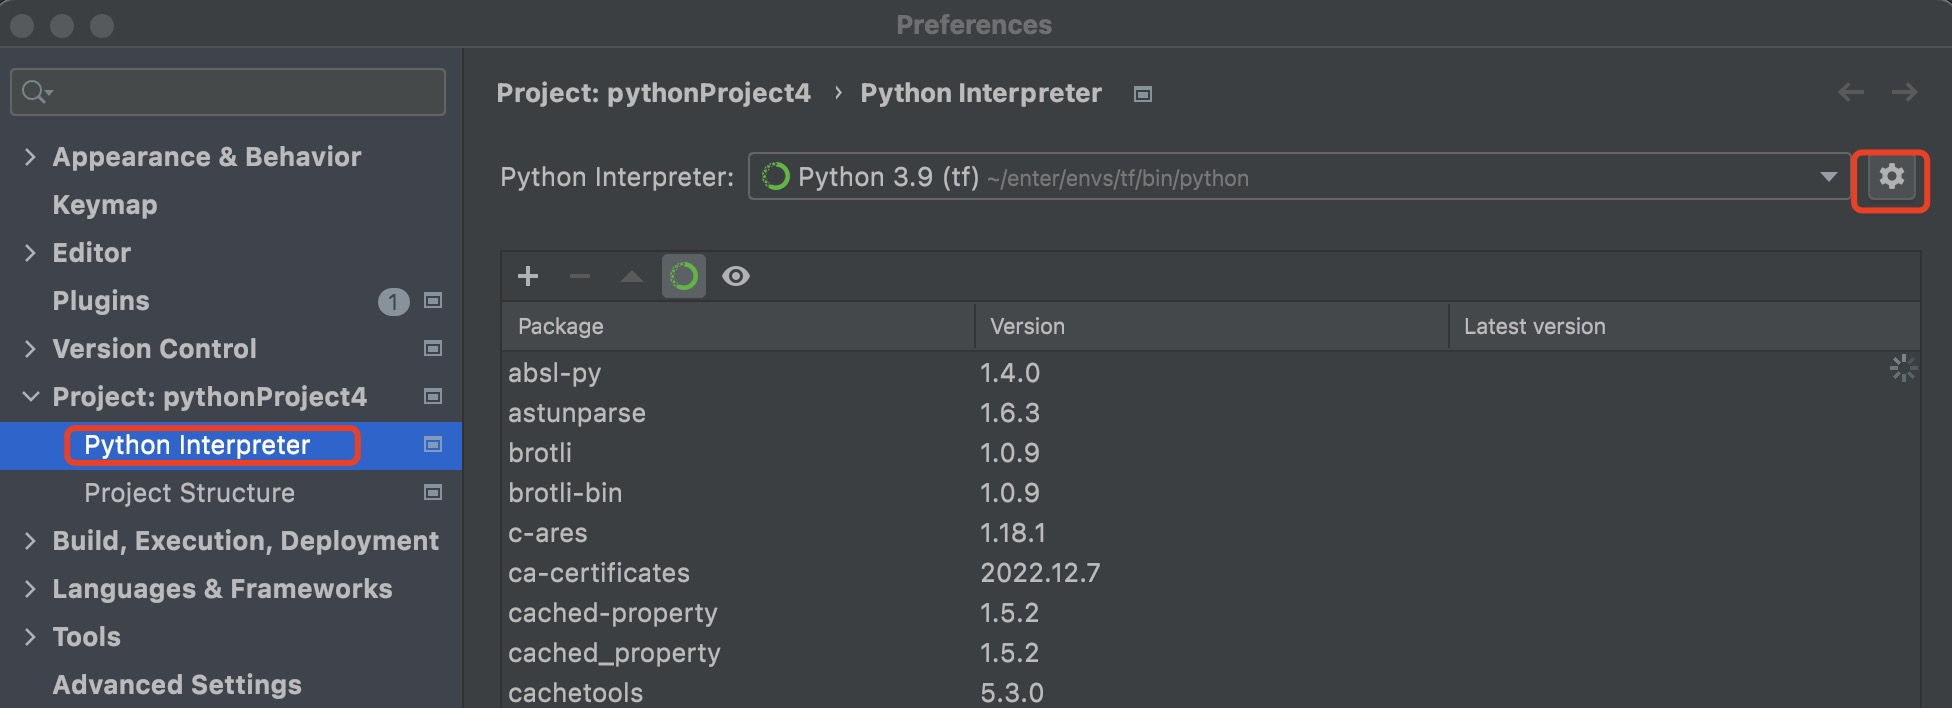 Preferences
Appearance & Behavior
Keymap
Editor
Plugins 1
Version Control
Project: pythonProject4
Python Interpreter
Project Structure
Build, Execution, Deployment
Languages & Frameworks
Tools
Advanced Settings
Project: pythonProject4 › Python Interpreter
Python Interpreter: Python 3.9 (tf) ~/enter/envs/tf/bin/python
Package Version Latest version
absl-py 1.4.0
astunparse 1.6.3
brotli 1.0.9
brotli-bin 1.0.9
c-ares 1.18.1
ca-certificates 2022.12.7
cached-property 1.5.2
cached_property 1.5.2
cachetools 5.3.0